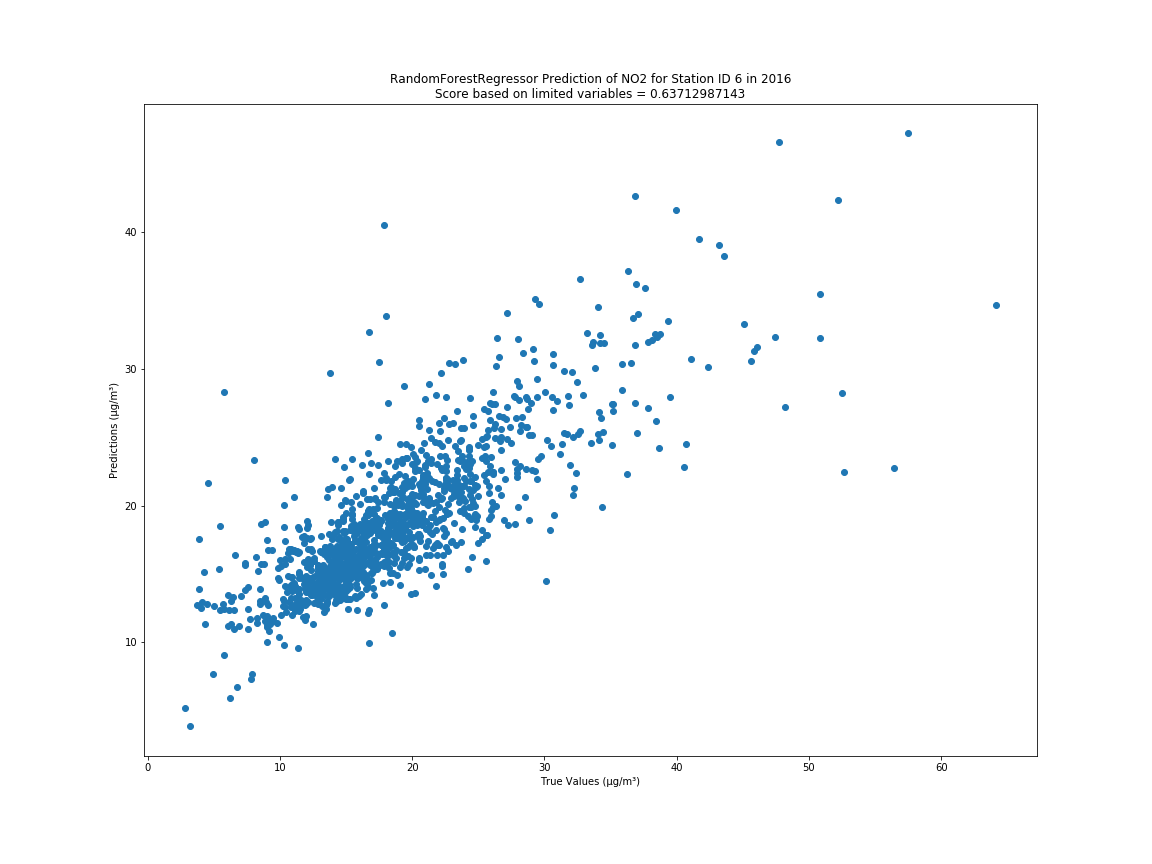 RandomForestRegressor Prediction of NO2 for Station ID 6 in 2016
Score based on limited variables = 0.63712987143
Predictions (µg/m³)
40
30
20
10
0 10 20 30 40 50 60
True Values (µg/m³)